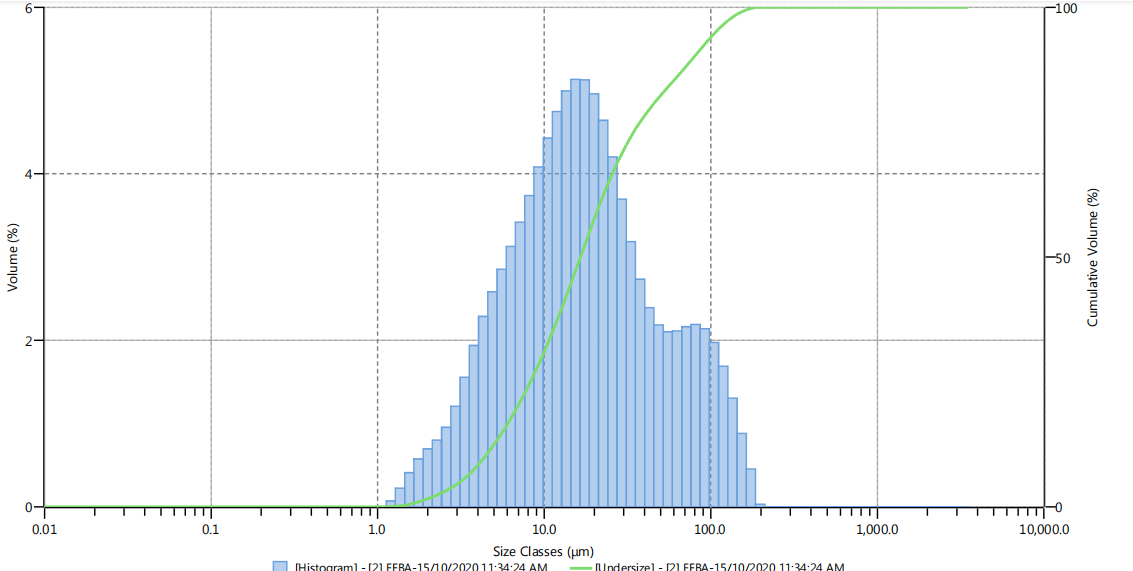 6
100
4
Volume (%)
50
Cumulative Volume (%)
2
0
0
0.01 0.1 1.0 10.0 100.0 1,000.0 10,000.0
Size Classes (µm)
[Histogram] - [2] FFBA-15/10/2020 11:34:24 AM [Undersize] - [2] FFBA-15/10/2020 11:34:24 AM